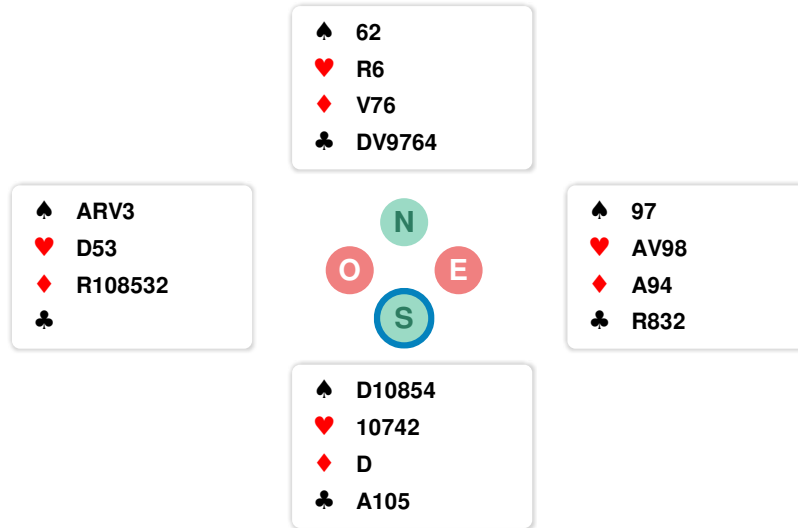 ♠ 62
♥ R6
♦ V76
♣ DV9764
♠ ARV3
♥ D53
♦ R108532
♣
N
O E
S
♠ 97
♥ AV98
♦ A94
♣ R832
♠ D10854
♥ 10742
♦ D
♣ A105